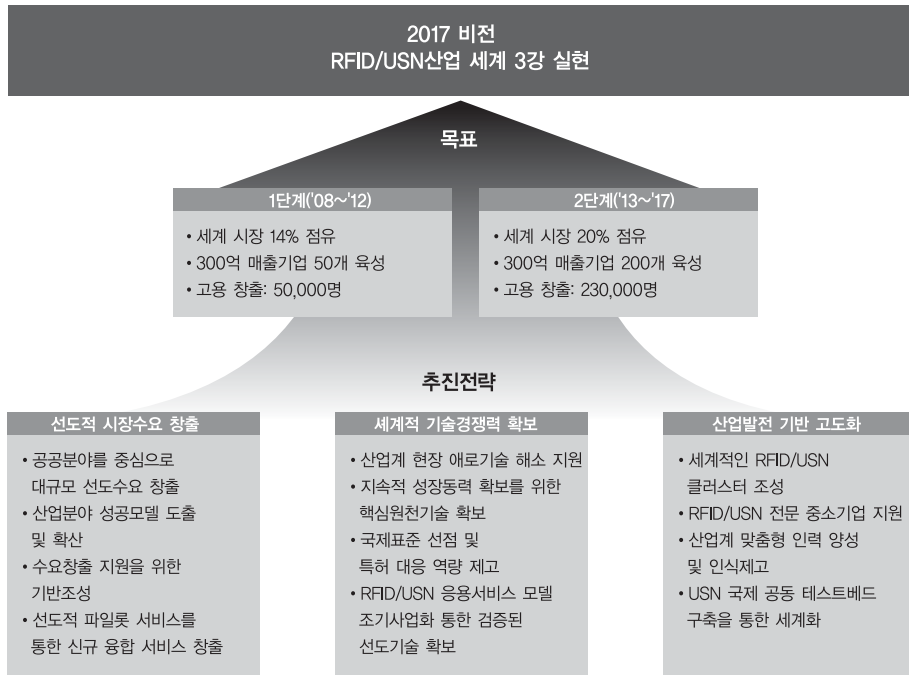 2017 비전
RFID/USN산업 세계 3강 실현
목표
1단계('08~'12)
• 세계 시장 14% 점유
• 300억 매출기업 50개 육성
• 고용 창출: 50,000명
2단계('13~'17)
• 세계 시장 20% 점유
• 300억 매출기업 200개 육성
• 고용 창출: 230,000명
추진전략
선도적 시장수요 창출
• 공공분야를 중심으로
대규모 선도수요 창출
• 산업분야 성공모델 도출
및 확산
• 수요창출 지원을 위한
기반조성
• 선도적 파일롯 서비스를
통한 신규 융합 서비스 창출
세계적 기술경쟁력 확보
• 산업계 현장 애로기술 해소 지원
• 지속적 성장동력 확보를 위한
핵심원천기술 확보
• 국제표준 선점 및
특허 대응 역량 제고
• RFID/USN 응용서비스 모델
조기사업화 통한 검증된
선도기술 확보
산업발전 기반 고도화
• 세계적인 RFID/USN
클러스터 조성
• RFID/USN 전문 중소기업 지원
• 산업계 맞춤형 인력 양성
및 인식제고
• USN 국제 공동 테스트베드
구축을 통한 세계화